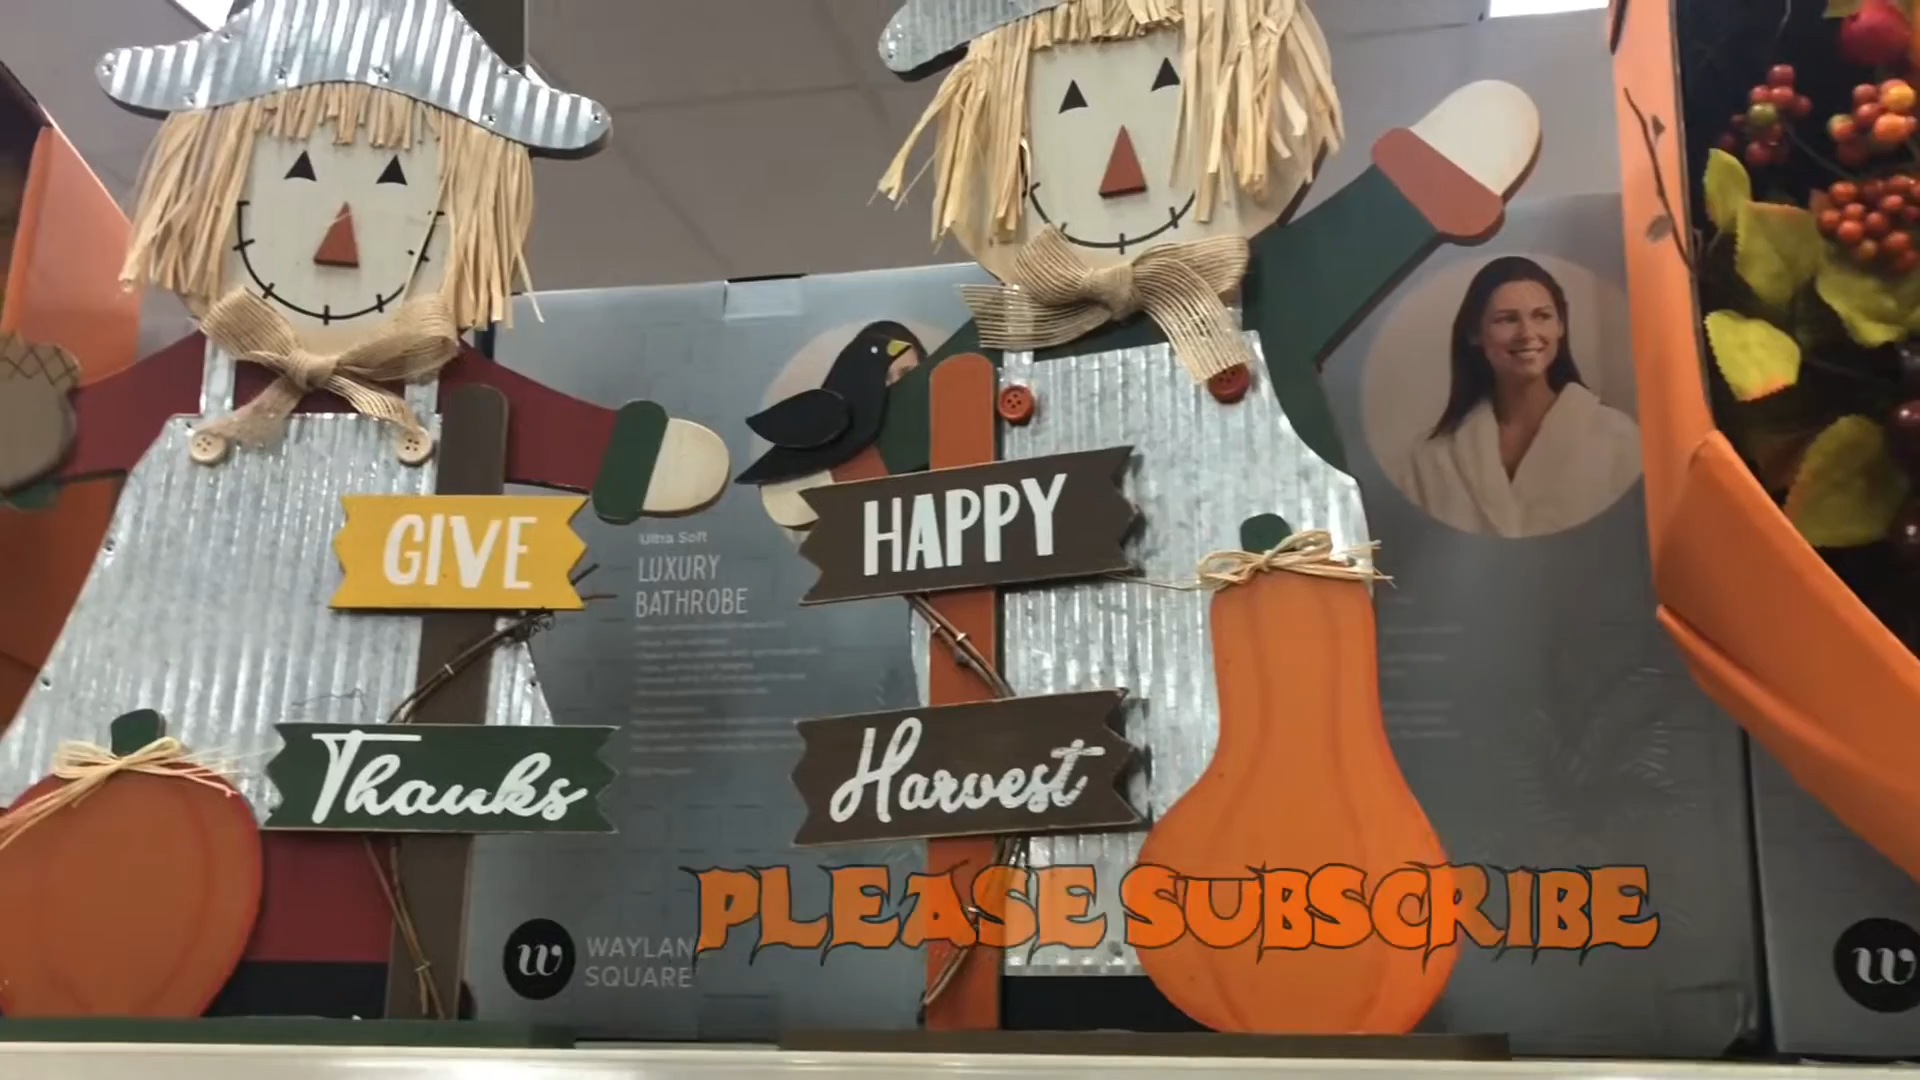 GIVE
Thanks
HAPPY
Harvest
Ultra Soft
LUXURY
BATHROBE
PLEASE SUBSCRIBE
w WAYLAN
SQUARE
w